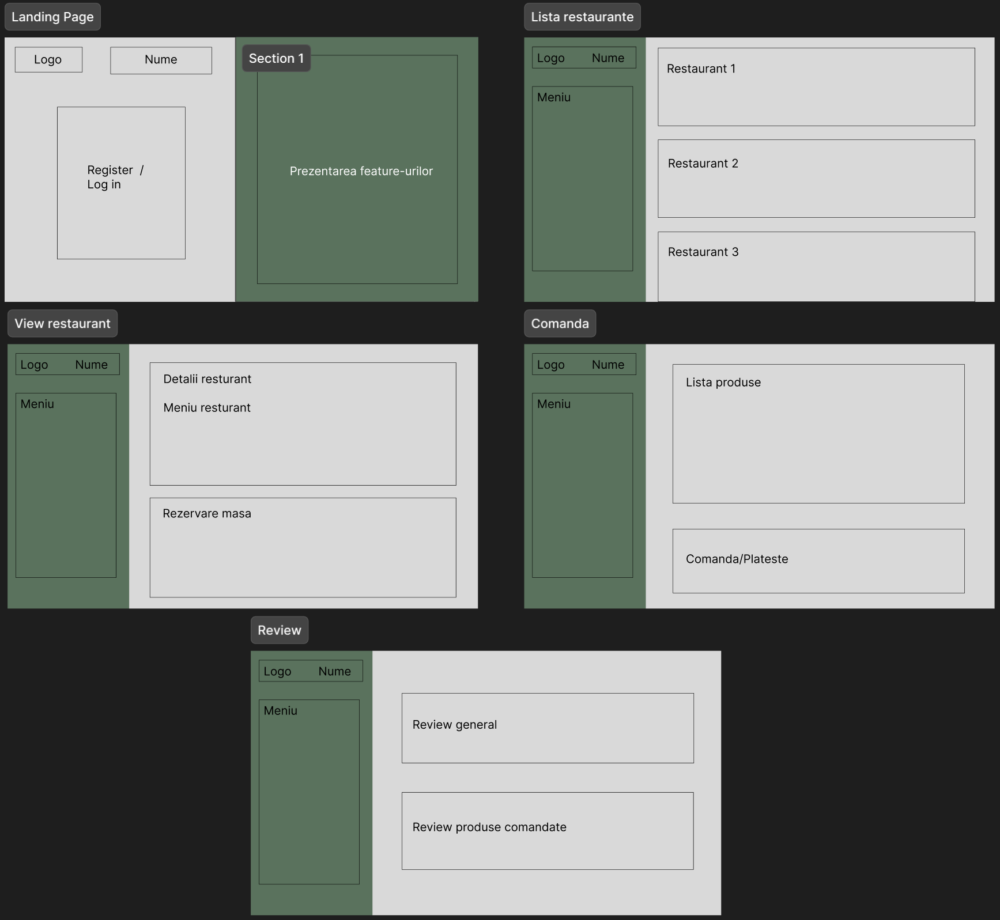 Landing Page
Logo
Nume
Register  /
Log in
Section 1
Prezentarea feature-urilor
Lista restaurante
Logo
Nume
Meniu
Restaurant 1
Restaurant 2
Restaurant 3
View restaurant
Logo
Nume
Meniu
Detalii resturant
Meniu resturant
Rezervare masa
Comanda
Logo
Nume
Meniu
Lista produse
Comanda/Plateste
Review
Logo
Nume
Meniu
Review general
Review produse comandate